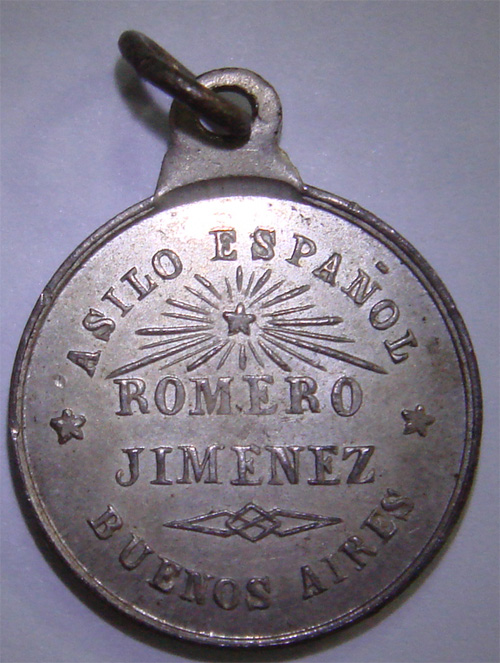 ASILO ESPAÑOL
ROMERO
JIMENEZ
BUENOS AIRES